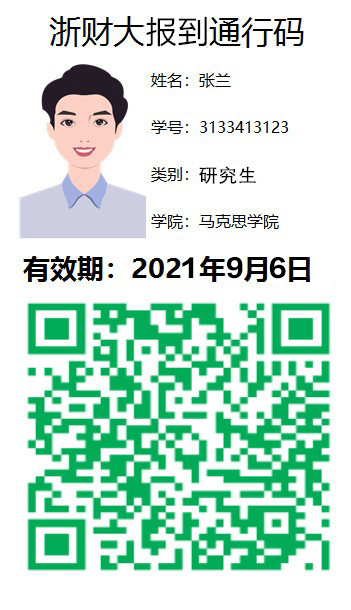 浙财大报到通行码
姓名：张兰
学号：3133413123
类别：研究生
学院：马克思学院
有效期：2021年9月6日